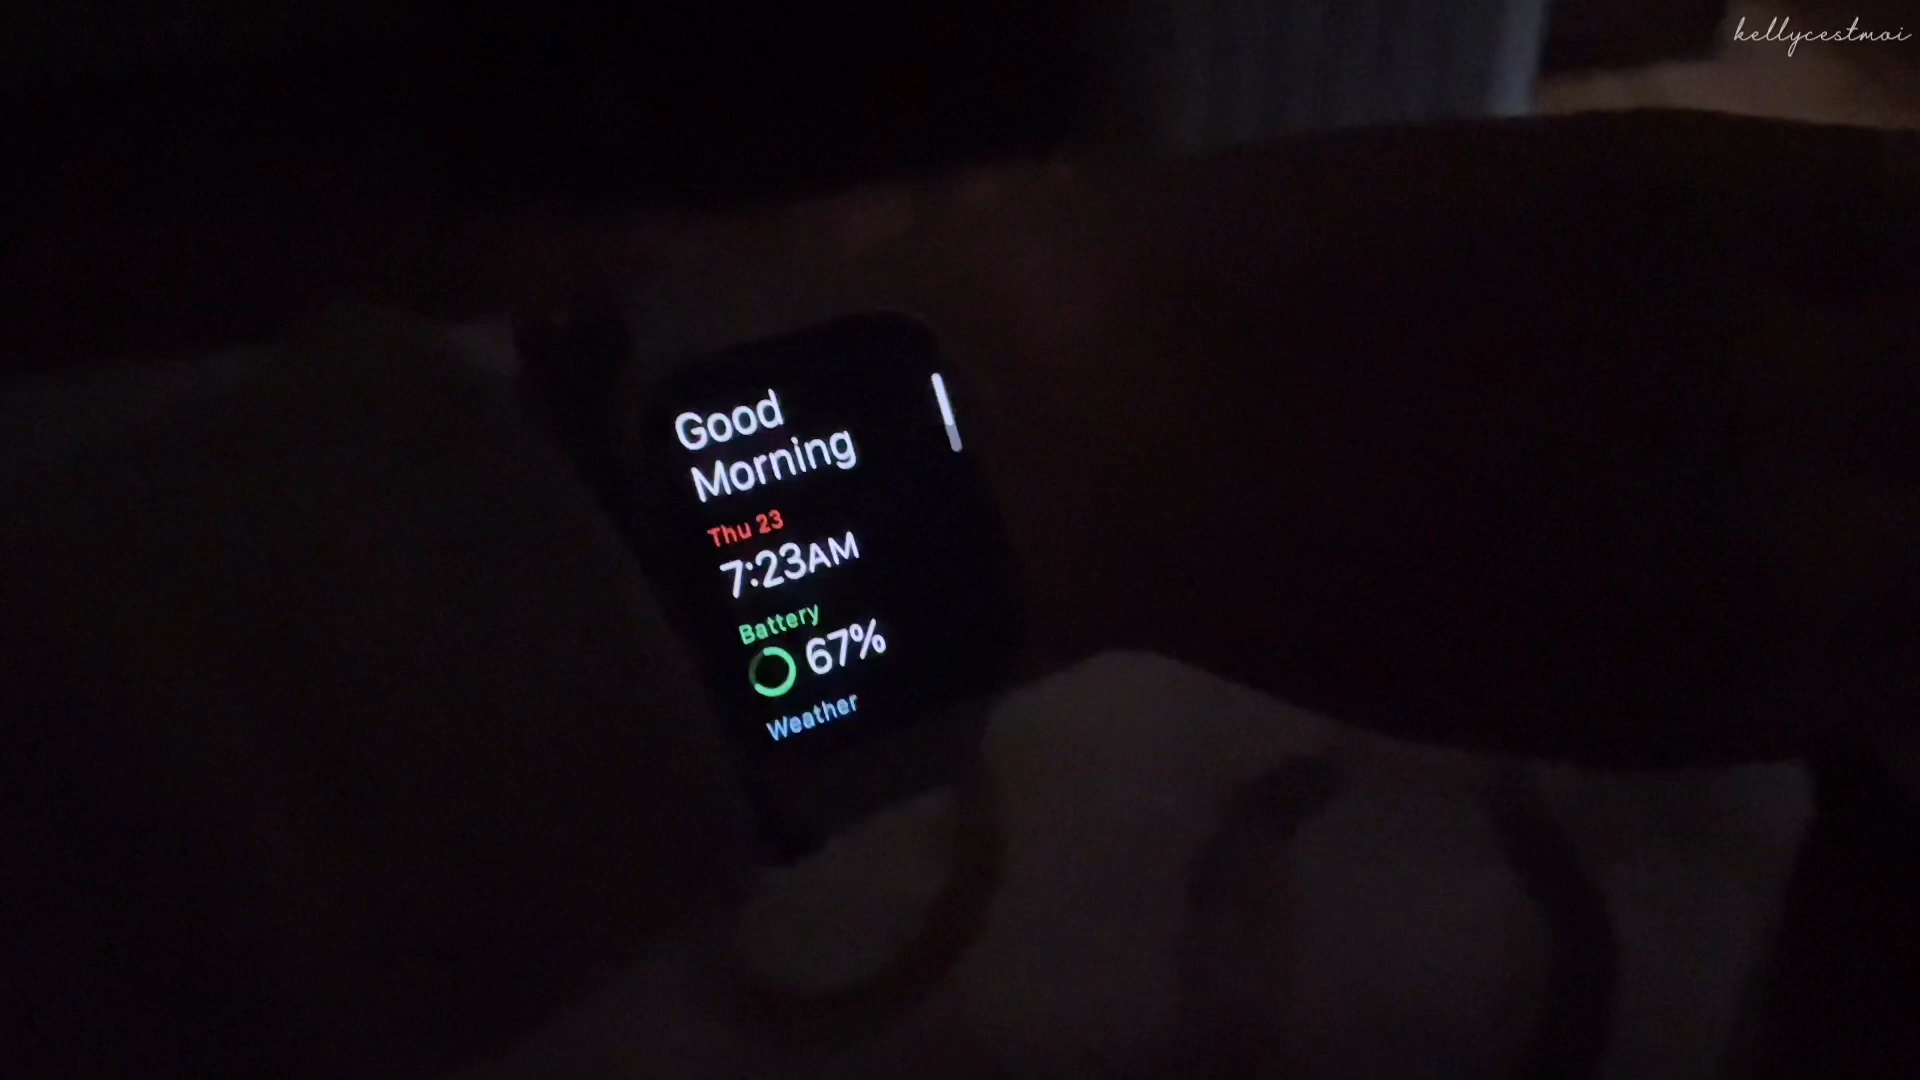 kellycestmoi
Good
Morning
Thu 23
7:23AM
Battery
67%
Weather